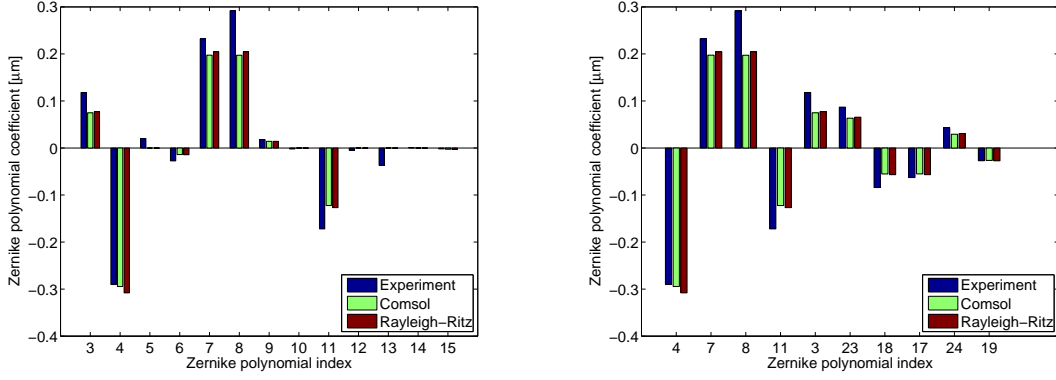 0.3
0.2
0.1
0
−0.1
−0.2
−0.3
−0.4
Zernike polynomial coefficient [µm]
3 4 5 6 7 8 9 10 11 12 13 14 15
Zernike polynomial index
Experiment
Comsol
Rayleigh−Ritz
0.3
0.2
0.1
0
−0.1
−0.2
−0.3
−0.4
Zernike polynomial coefficient [µm]
4 7 8 11 3 23 18 17 24 19
Zernike polynomial index
Experiment
Comsol
Rayleigh−Ritz